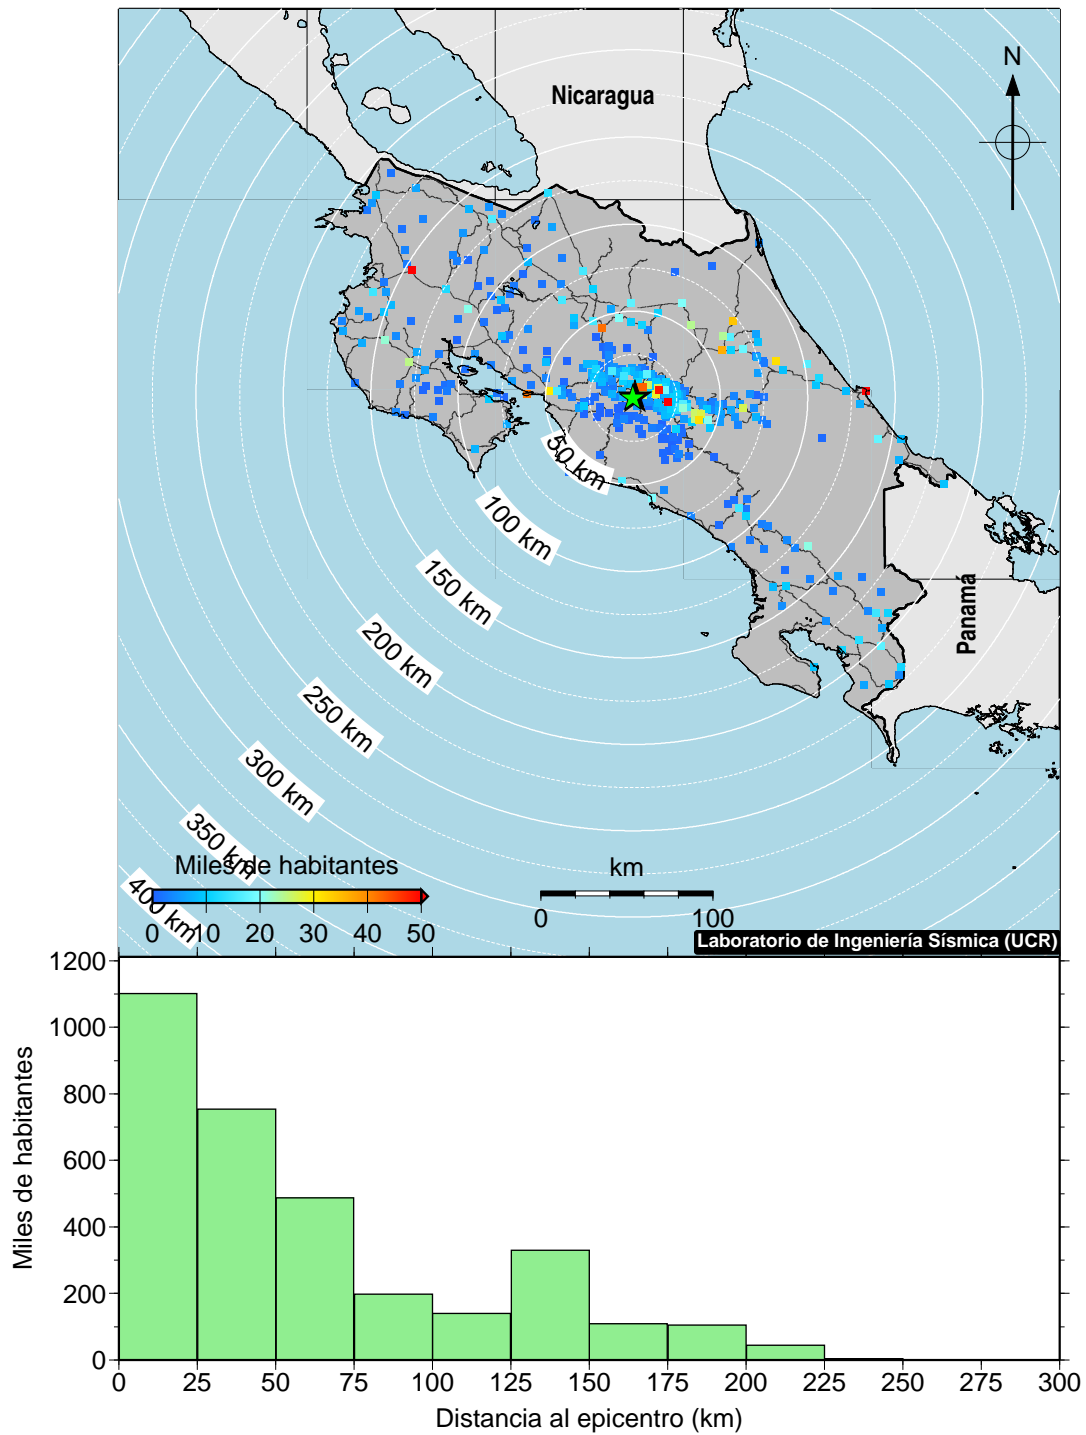 N
Nicaragua
Panamá
50 km
100 km
150 km
200 km
250 km
300 km
350 km
400 km
Miles de habitantes
0 10 20 30 40 50
km
0 100
Laboratorio de Ingeniería Sísmica (UCR)
Miles de habitantes
1200
1000
800
600
400
200
0
0 25 50 75 100 125 150 175 200 225 250 275 300
Distancia al epicentro (km)